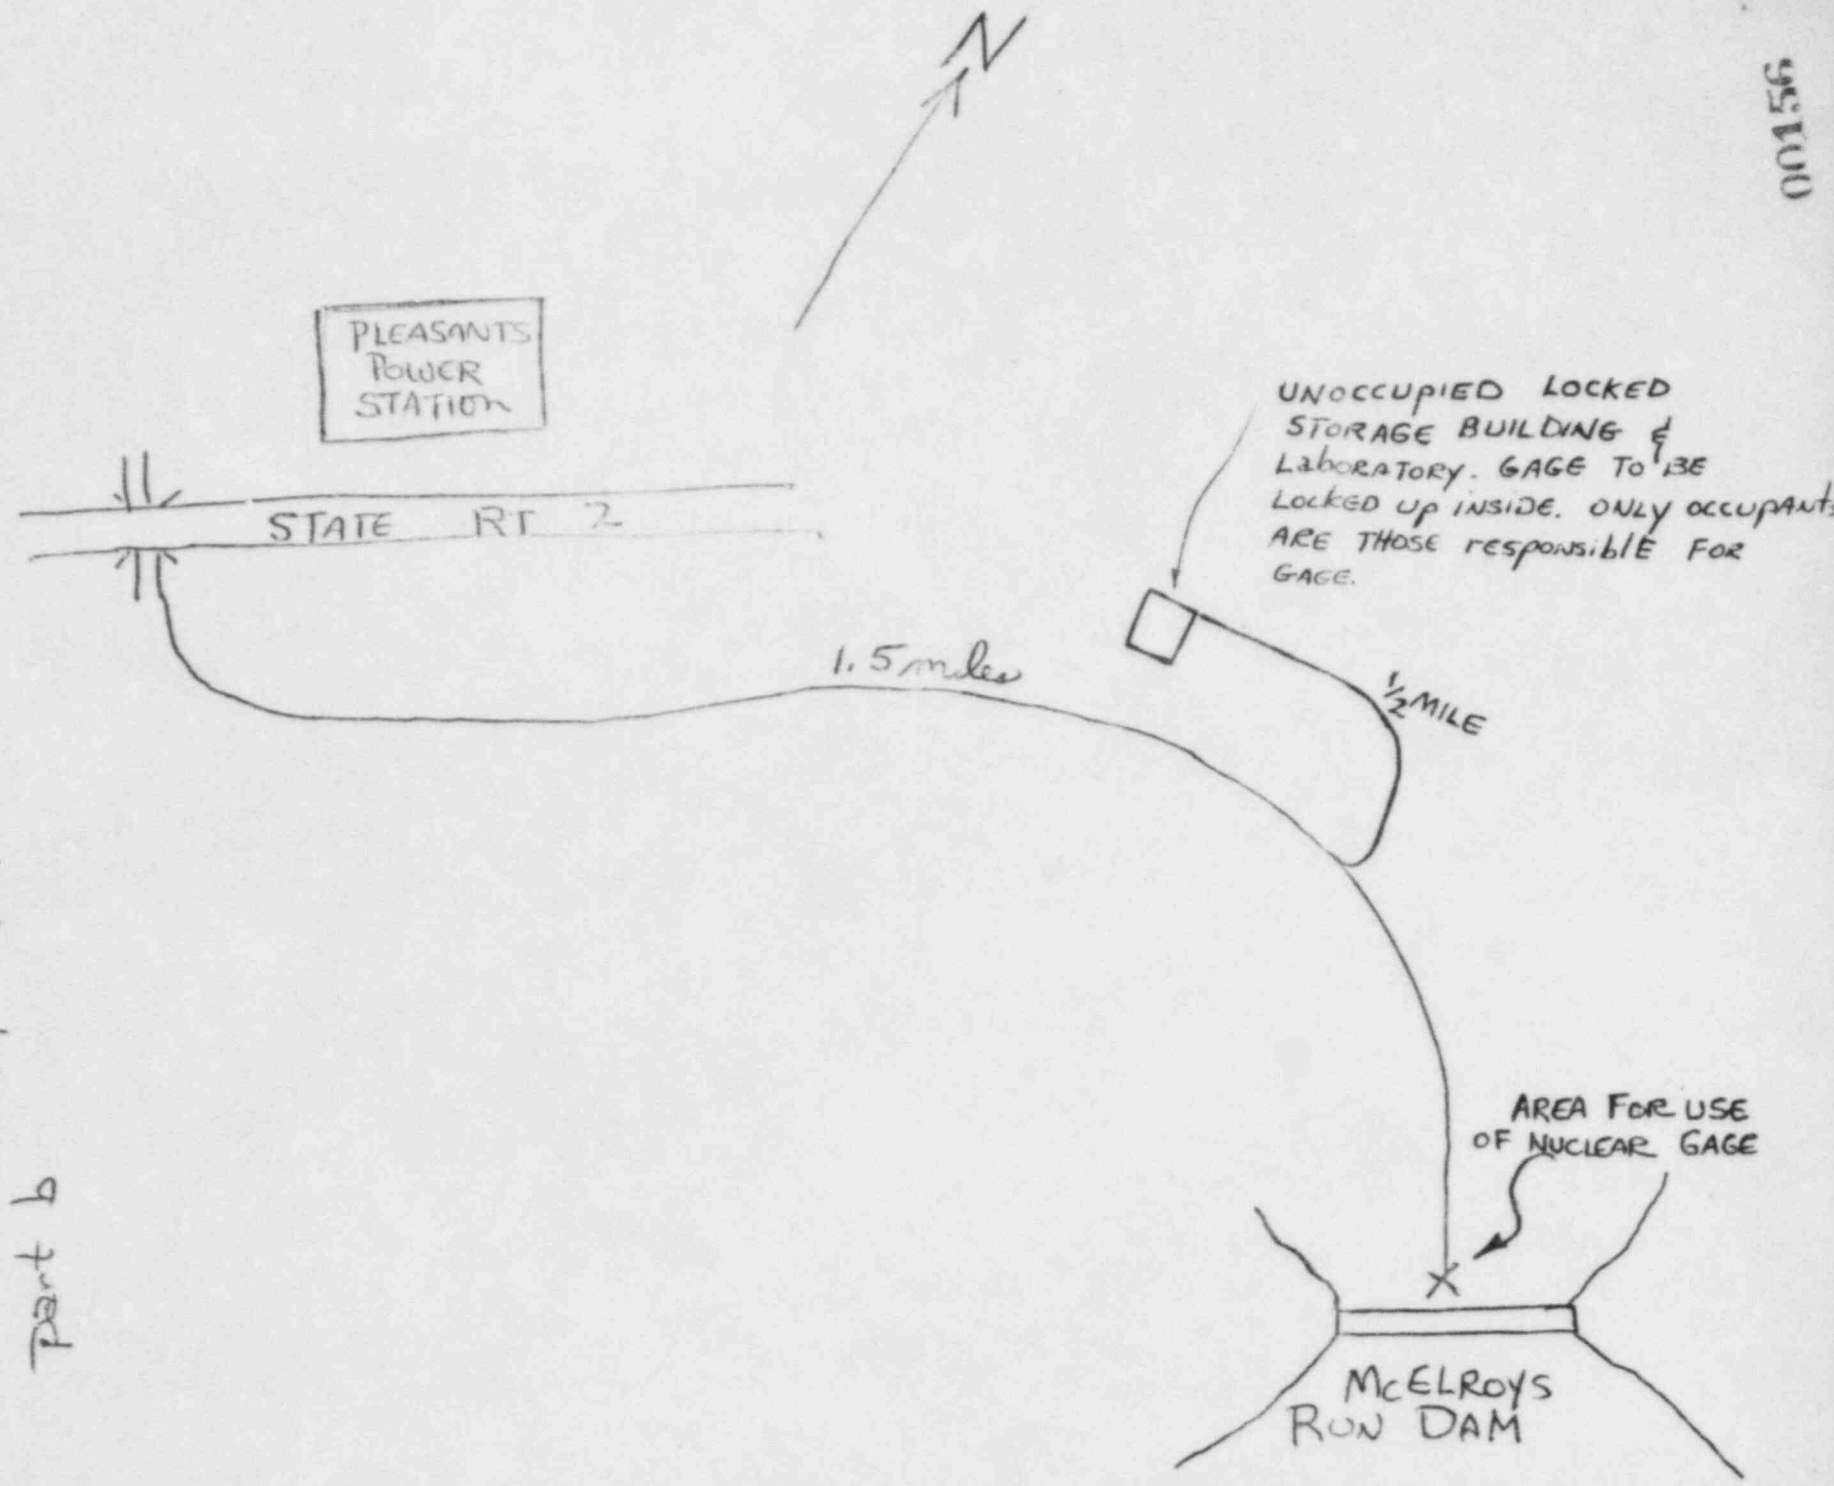 N
00156
PLEASANTS
POWER
STATION
STATE RT 2
UNOCCUPIED LOCKED
STORAGE BUILDING &
LABORATORY. GAGE TO BE
LOCKED UP INSIDE. ONLY OCCUPANTS
ARE THOSE responsible FOR
GAGE.
1.5 miles
1/2 MILE
AREA FOR USE
OF NUCLEAR GAGE
McELROYS
RUN DAM
part b